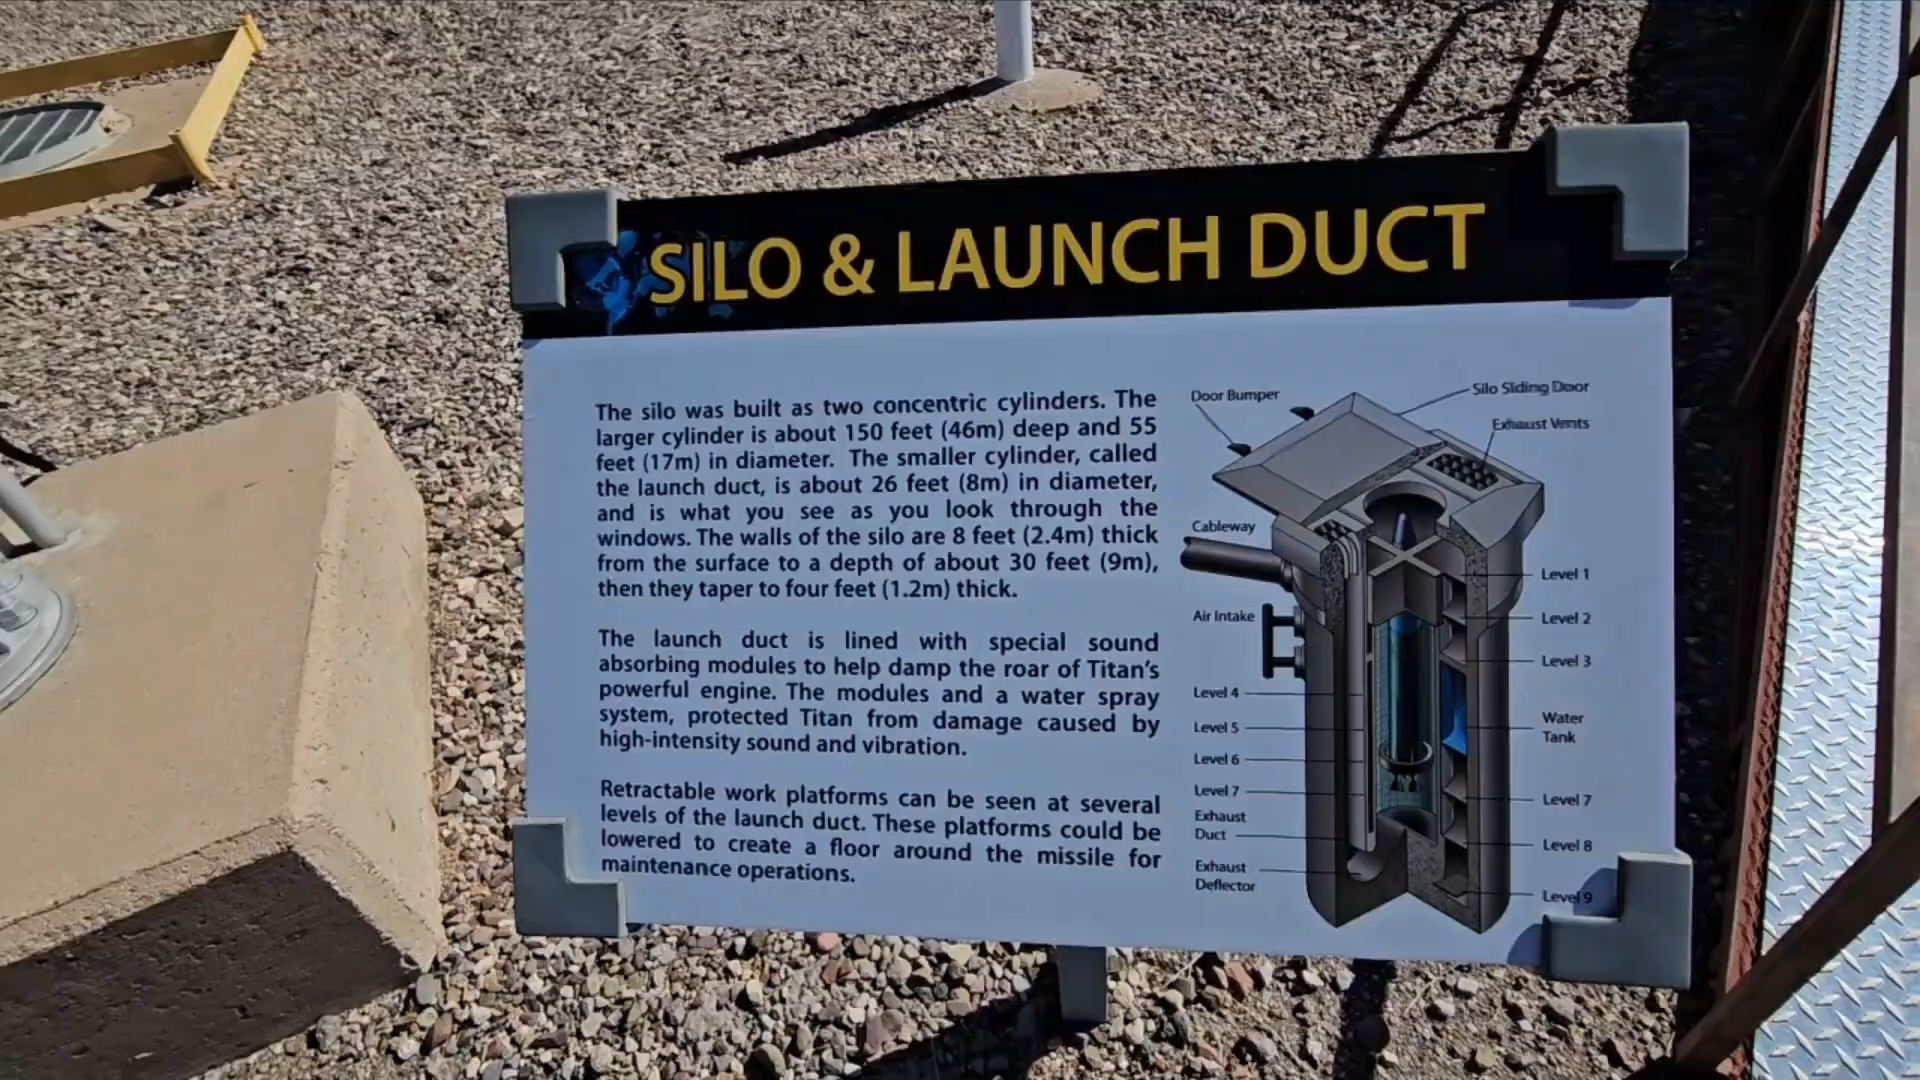 SILO & LAUNCH DUCT
The silo was built as two concentric cylinders. The
larger cylinder is about 150 feet (46m) deep and 55
feet (17m) in diameter. The smaller cylinder, called
the launch duct, is about 26 feet (8m) in diameter,
and is what you see as you look through the
windows. The walls of the silo are 8 feet (2.4m) thick
from the surface to a depth of about 30 feet (9m),
then they taper to four feet (1.2m) thick.
The launch duct is lined with special sound
absorbing modules to help damp the roar of Titan's
powerful engine. The modules and a water spray
system, protected Titan from damage caused by
high-intensity sound and vibration.
Retractable work platforms can be seen at several
levels of the launch duct. These platforms could be
lowered to create a floor around the missile for
maintenance operations.
Door Bumper
Silo Sliding Door
Exhaust Vents
Cableway
Level 1
Air Intake
Level 2
Level 3
Level 4
Level 5
Water
Tank
Level 6
Level 7
Level 7
Exhaust
Duct
Level 8
Exhaust
Deflector
Level 9